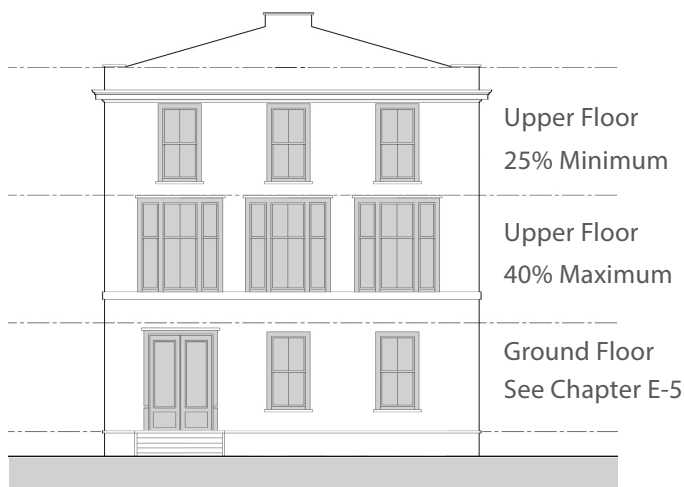 Upper Floor
25% Minimum
Upper Floor
40% Maximum
Ground Floor
See Chapter E-5